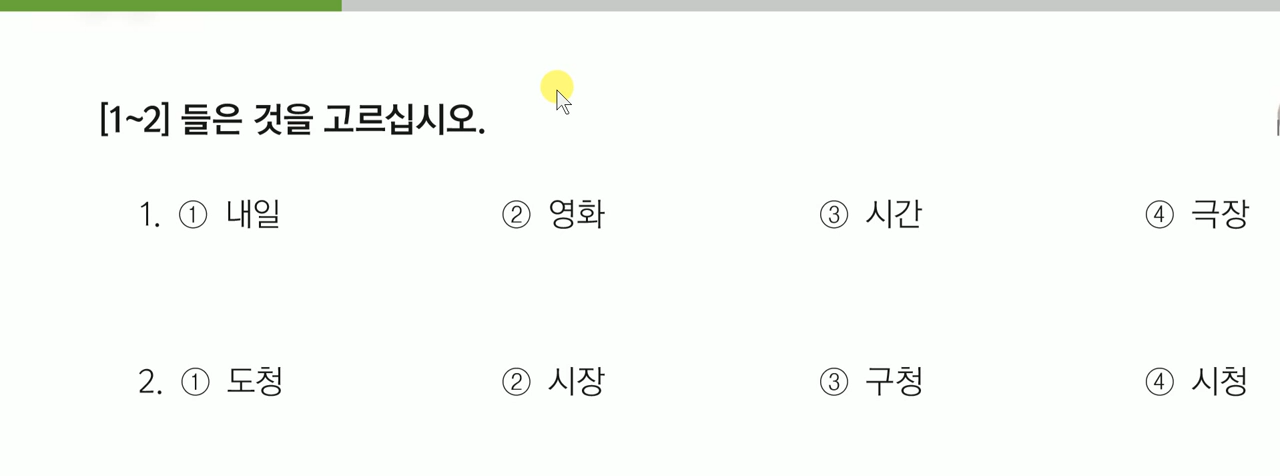 [1~2] 들은 것을 고르십시오.
1. ① 내일 ② 영화 ③ 시간 ④ 극장
2. ① 도청 ② 시장 ③ 구청 ④ 시청